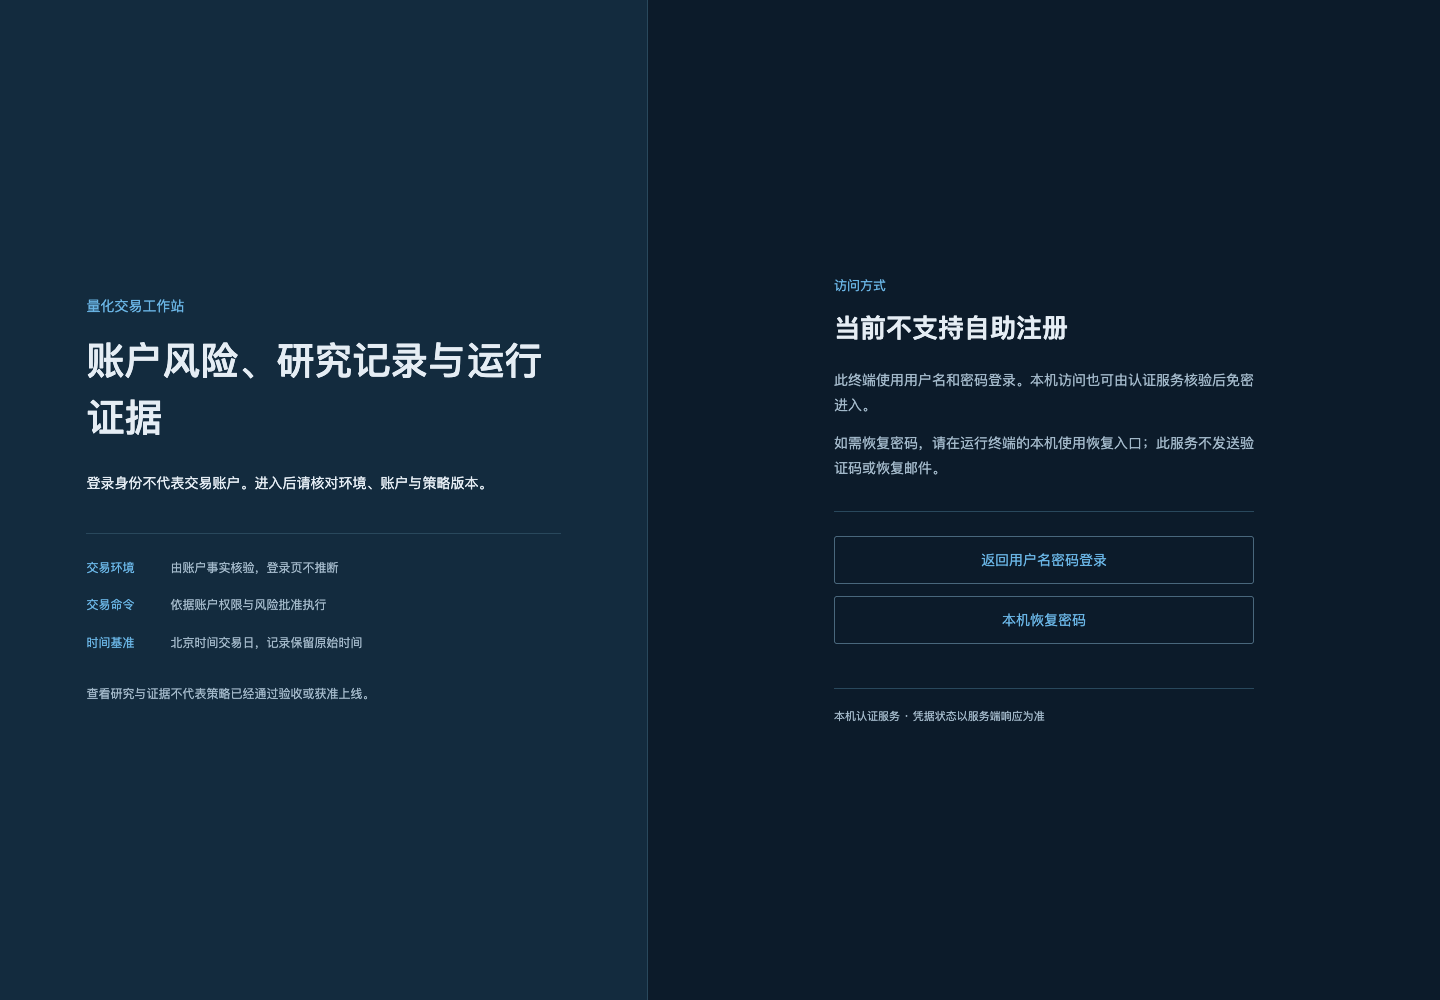 量化交易工作站
账户风险、研究记录与运行
证据
登录身份不代表交易账户。进入后请核对环境、账户与策略版本。
交易环境 由账户事实核验，登录页不推断
交易命令 依据账户权限与风险批准执行
时间基准 北京时间交易日，记录保留原始时间
查看研究与证据不代表策略已经通过验收或获准上线。
访问方式
当前不支持自助注册
此终端使用用户名和密码登录。本机访问也可由认证服务核验后免密
进入。
如需恢复密码，请在运行终端的本机使用恢复入口；此服务不发送验
证码或恢复邮件。
返回用户名密码登录
本机恢复密码
本机认证服务 · 凭据状态以服务端响应为准